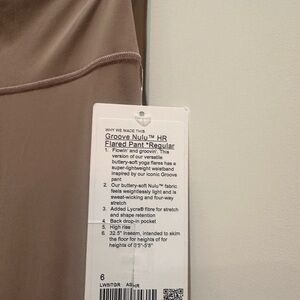 WHY WE MADE THIS
Groove Nulu™ HR
Flared Pant *Regular
1. Flowin' and groovin'. This
version of our versatile
buttery-soft yoga flares has a
super-lightweight waistband
inspired by our iconic Groove
pant
2. Our buttery-soft Nulu™ fabric
feels weightlessly light and is
sweat-wicking and four-way
stretch
3. Added Lycra® fibre for stretch
and shape retention
4. Back drop-in pocket
5. High rise
6. 32.5" inseam, intended to skim
the floor for heights of for
heights of 5'5"-5'8"
6